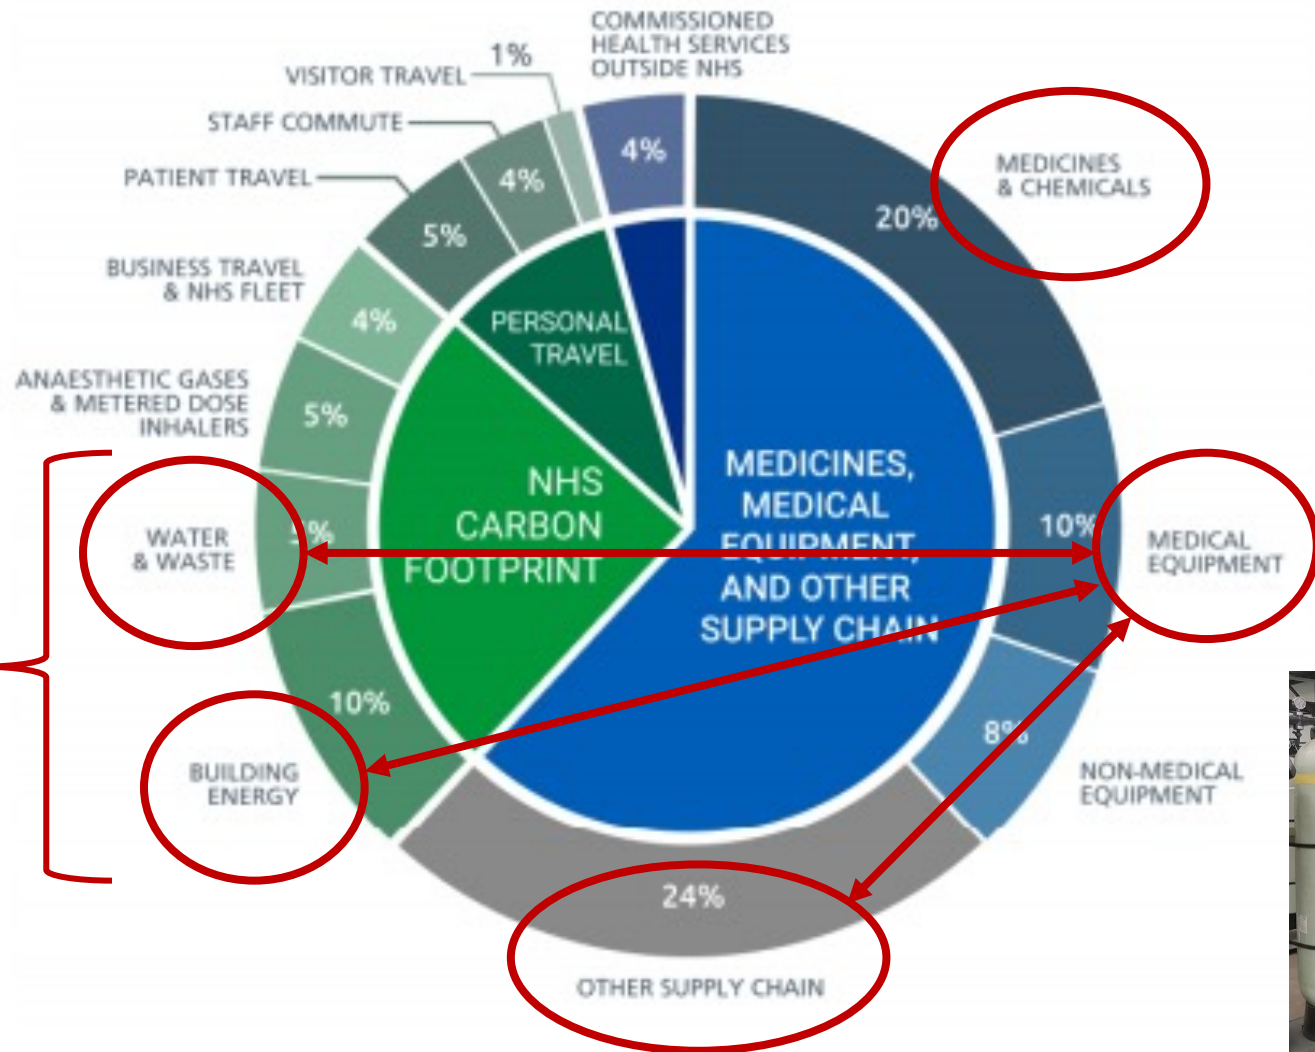 COMMISSIONED
HEALTH SERVICES
OUTSIDE NHS
1%
VISITOR TRAVEL
STAFF COMMUTE
4%
4%
PATIENT TRAVEL
5%
MEDICINES
& CHEMICALS
20%
BUSINESS TRAVEL
& NHS FLEET
4%
PERSONAL
TRAVEL
ANAESTHETIC GASES
& METERED DOSE
INHALERS
5%
NHS
CARBON
FOOTPRINT
MEDICINES,
MEDICAL
EQUIPMENT,
AND OTHER
SUPPLY CHAIN
WATER
& WASTE
5%
10%
MEDICAL
EQUIPMENT
10%
BUILDING
ENERGY
8%
NON-MEDICAL
EQUIPMENT
24%
OTHER SUPPLY CHAIN